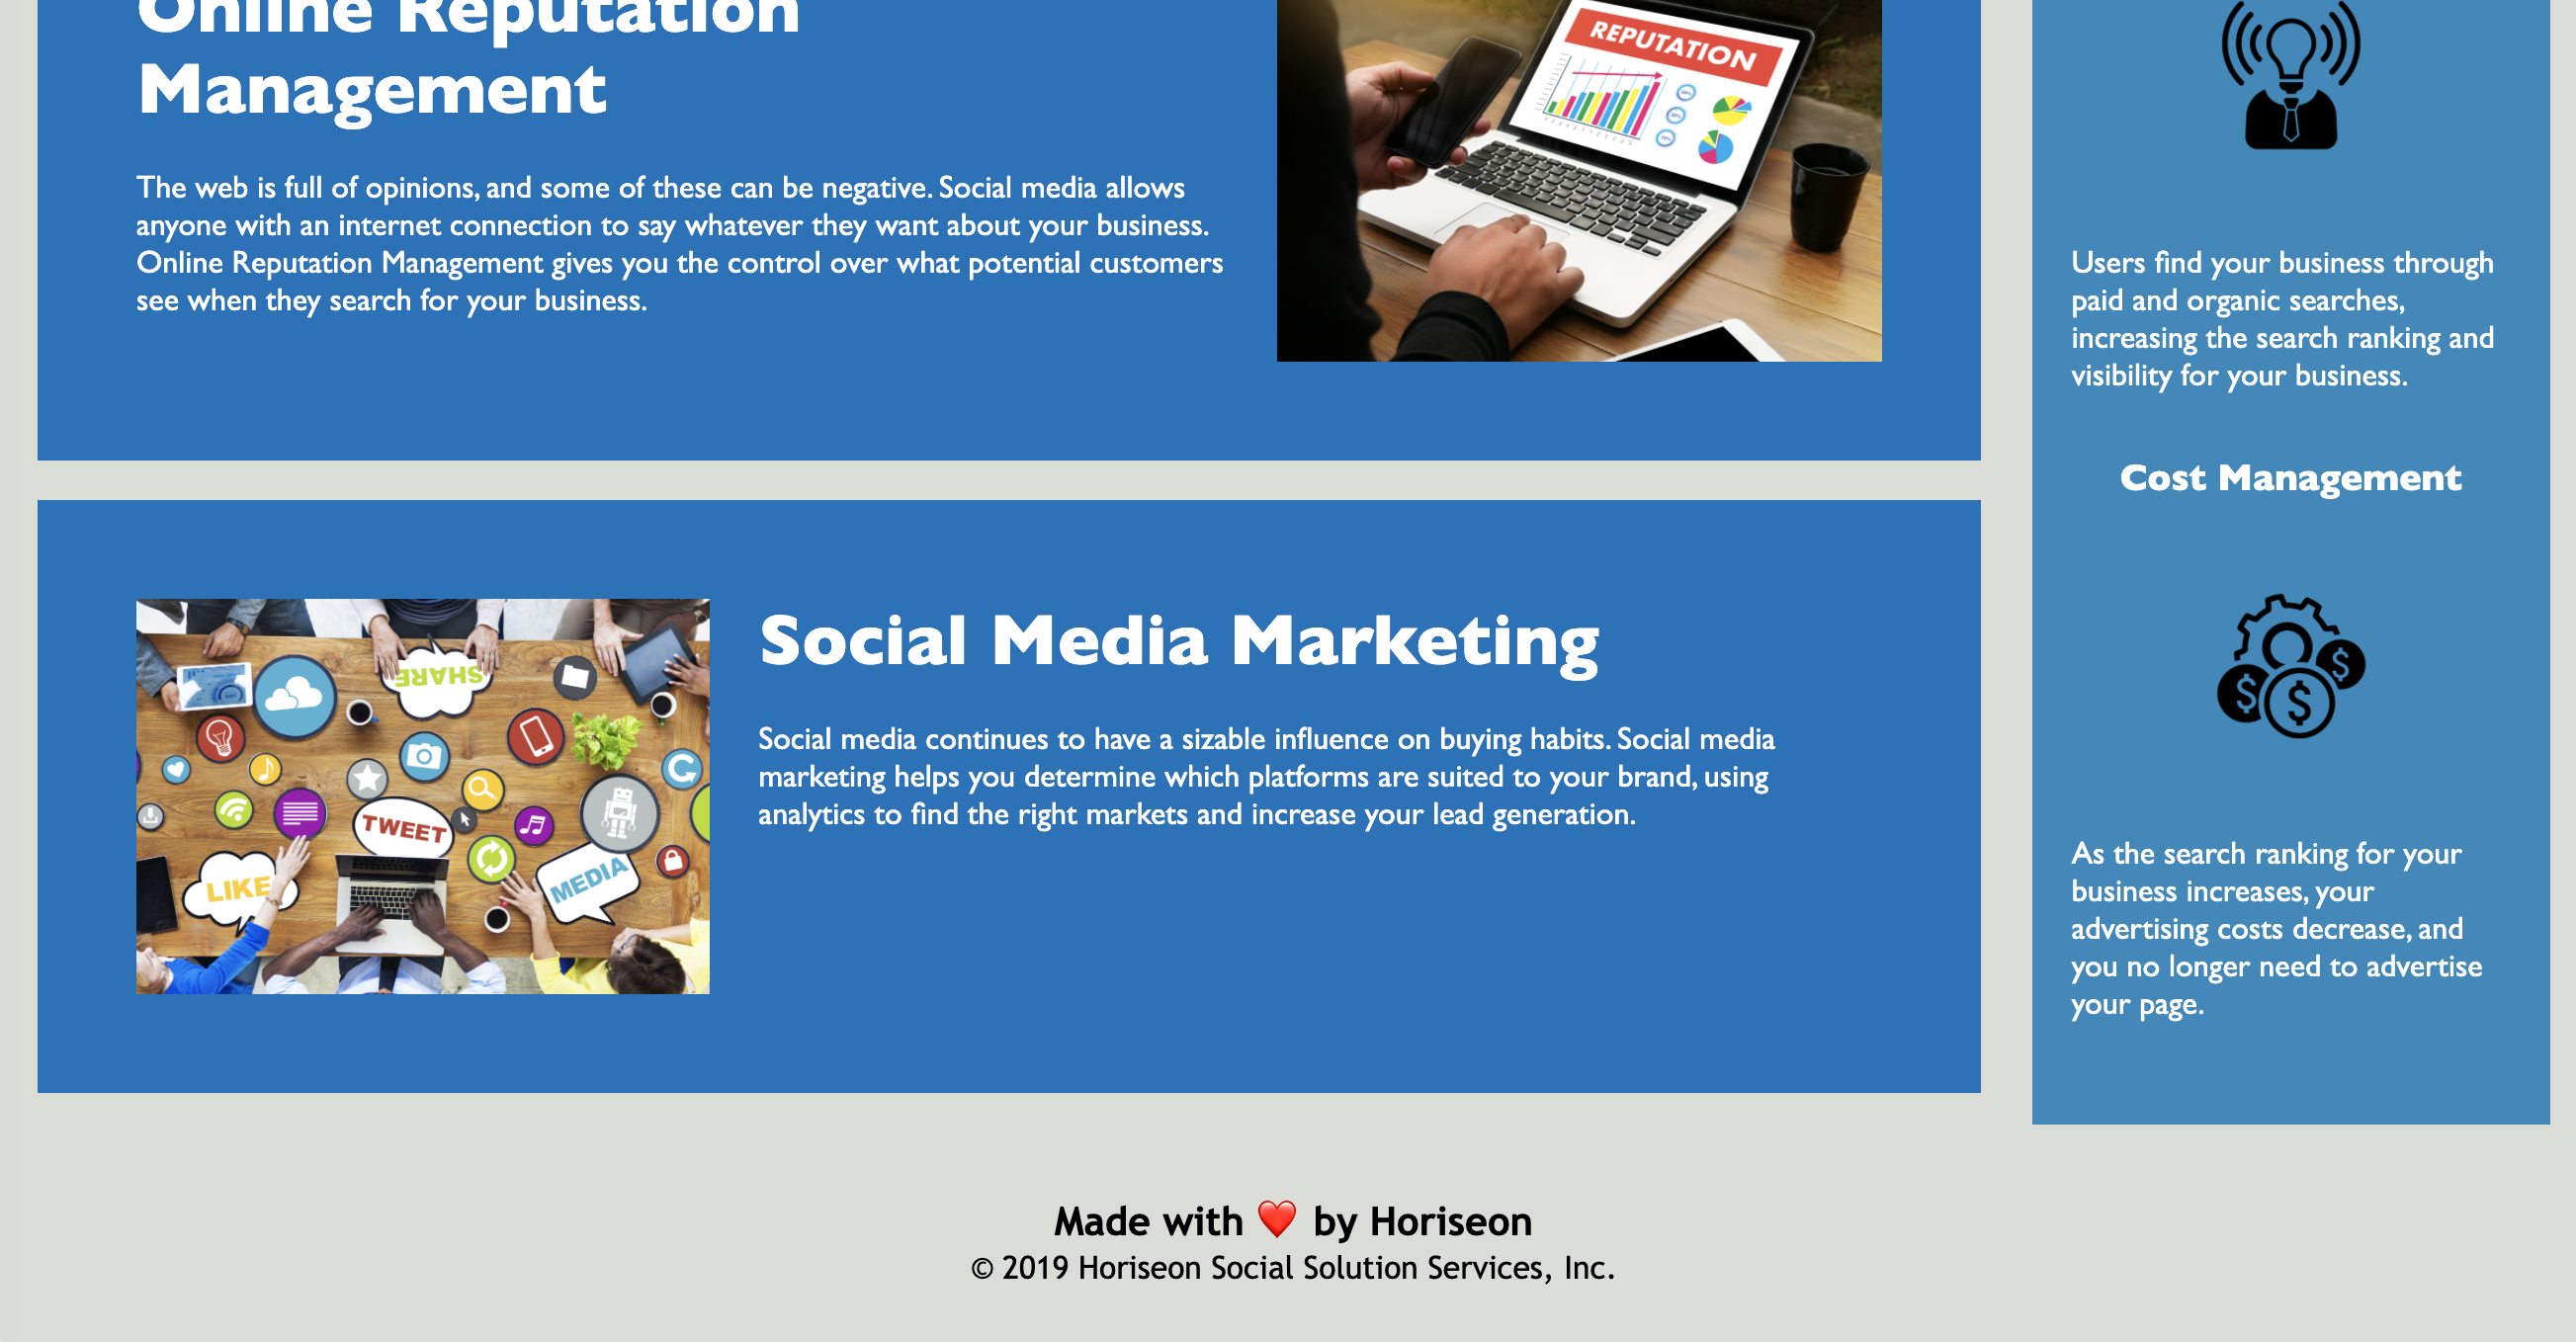 Online Reputation
Management
The web is full of opinions, and some of these can be negative. Social media allows
anyone with an internet connection to say whatever they want about your business.
Online Reputation Management gives you the control over what potential customers
see when they search for your business.
REPUTATION
SHARE
TWEET
LIKE
MEDIA
Social Media Marketing
Social media continues to have a sizable influence on buying habits. Social media
marketing helps you determine which platforms are suited to your brand, using
analytics to find the right markets and increase your lead generation.
Users find your business through
paid and organic searches,
increasing the search ranking and
visibility for your business.
Cost Management
$ $ $
As the search ranking for your
business increases, your
advertising costs decrease, and
you no longer need to advertise
your page.
Made with ❤️ by Horiseon
© 2019 Horiseon Social Solution Services, Inc.